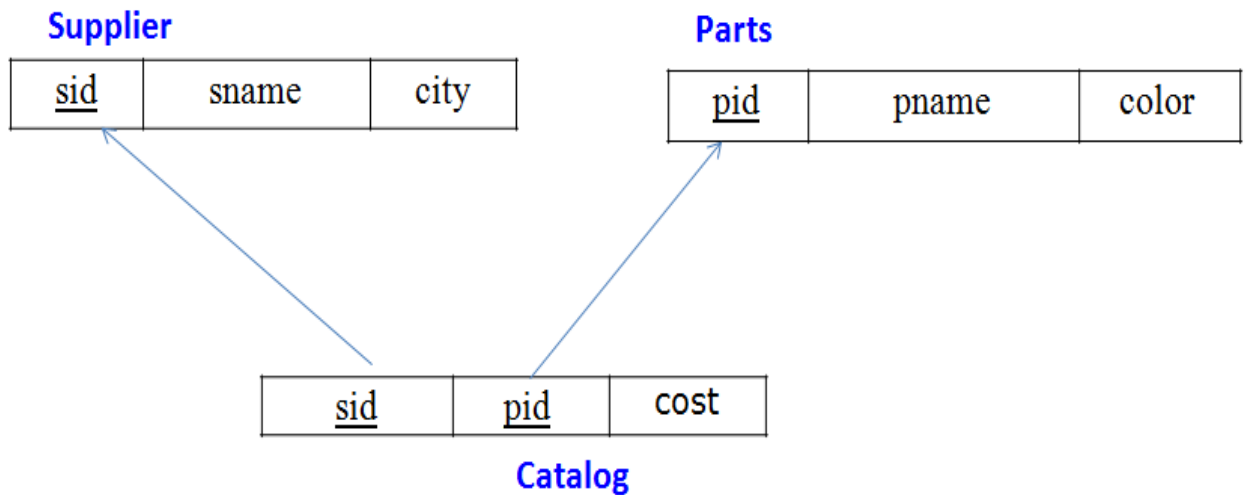 Supplier
sid sname city
Parts
pid pname color
sid pid cost
Catalog